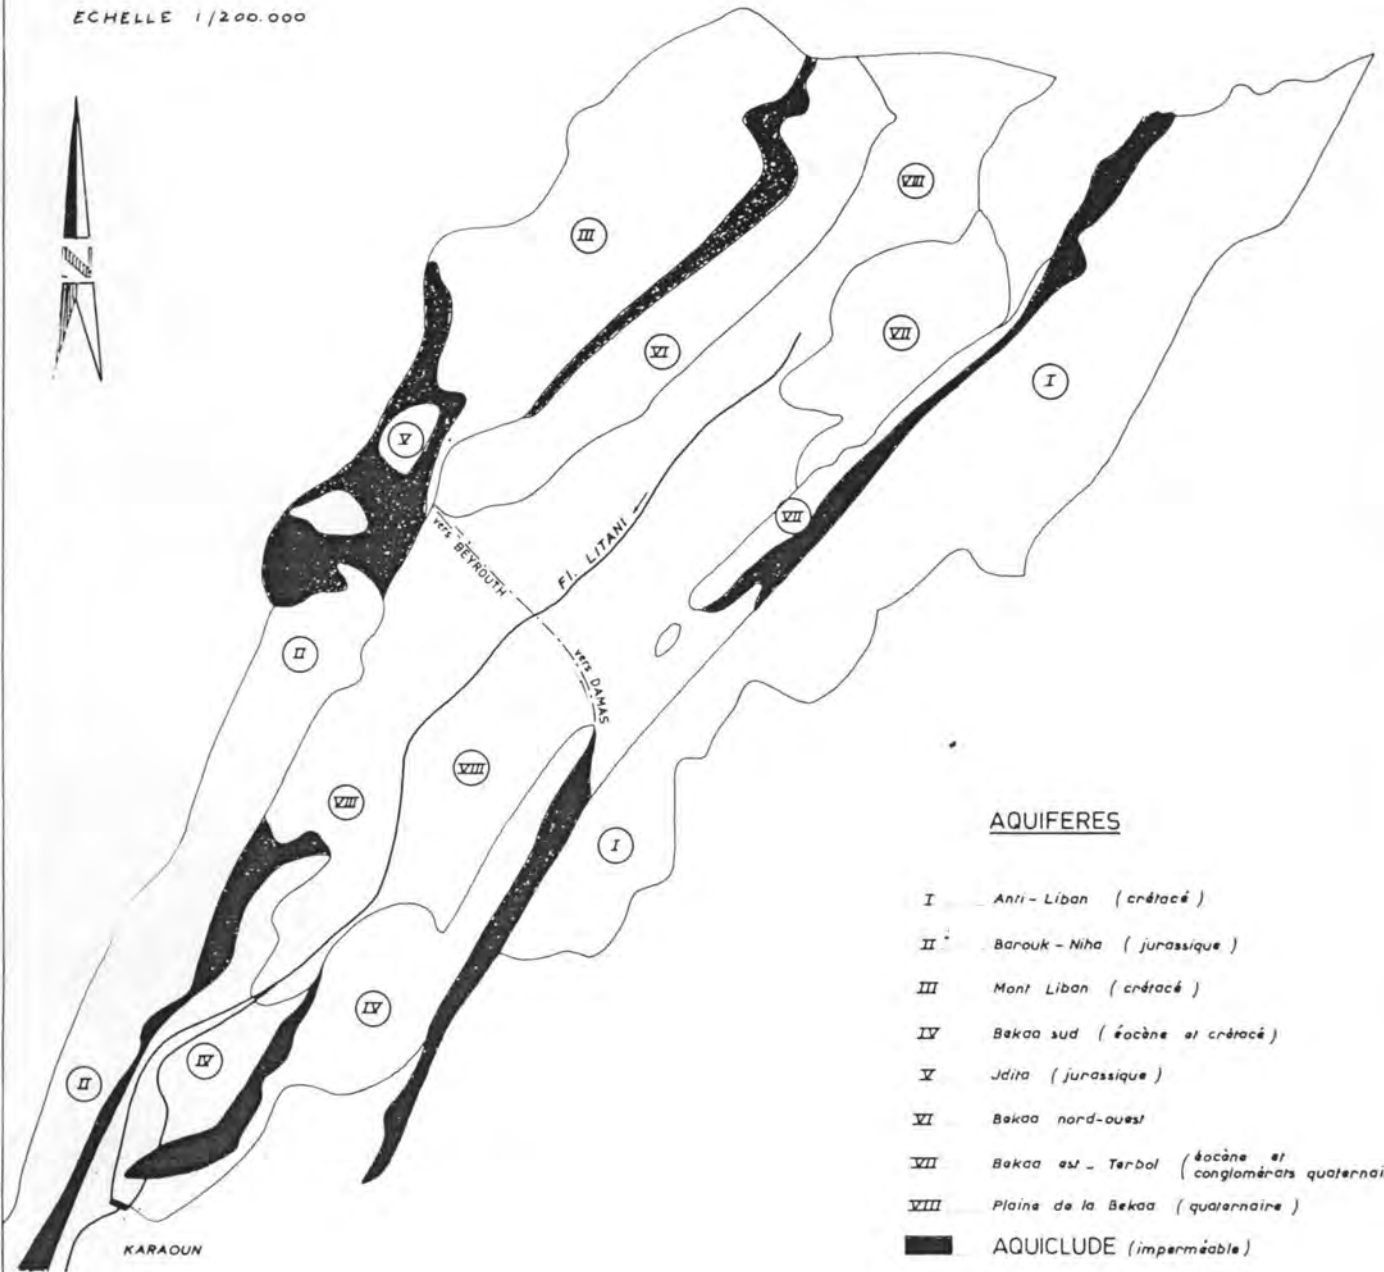 ECHELLE 1/200.000
N
VIII
III
VII
VI
I
V
VII
vers BEYROUTH
Fl. LITANI
II
vers DAMAS
VIII
VIII
I
IV
IV
II
KARAOUN
AQUIFERES
I Anti-Liban (crétacé)
II Barouk-Niha (jurassique)
III Mont Liban (crétacé)
IV Bekaa sud (éocène et crétacé)
V Jdita (jurassique)
VI Bekaa nord-ouest
VII Bekaa est - Terbol (éocène et
conglomérats quaternai
VIII Plaine de la Bekaa (quaternaire)
AQUICLUDE (imperméable)